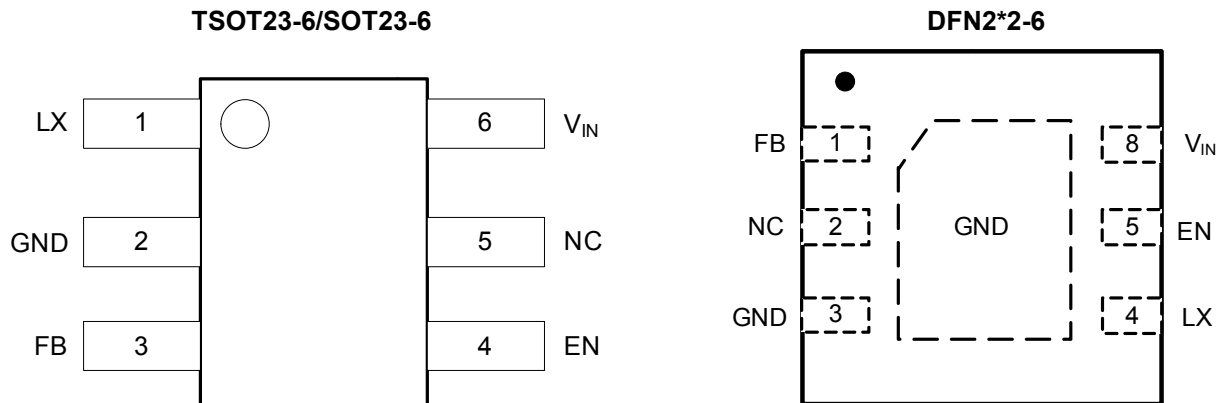 TSOT23-6/SOT23-6
LX 1 6 VIN
GND 2 5 NC
FB 3 4 EN
DFN2*2-6
FB 1 8 VIN
NC 2 GND 5 EN
GND 3 4 LX